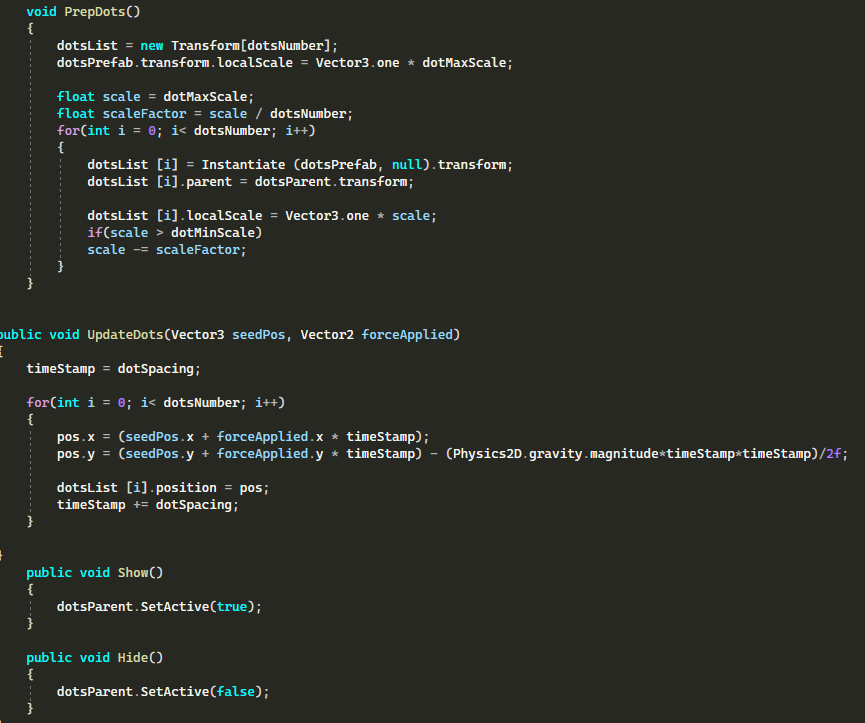 void PrepDots()
{
dotsList = new Transform[dotsNumber];
dotsPrefab.transform.localScale = Vector3.one * dotMaxScale;
float scale = dotMaxScale;
float scaleFactor = scale / dotsNumber;
for(int i = 0; i< dotsNumber; i++)
{
dotsList [i] = Instantiate (dotsPrefab, null).transform;
dotsList [i].parent = dotsParent.transform;
dotsList [i].localScale = Vector3.one * scale;
if(scale > dotMinScale)
scale -= scaleFactor;
}
}
public void UpdateDots(Vector3 seedPos, Vector2 forceApplied)
{
timeStamp = dotSpacing;
for(int i = 0; i< dotsNumber; i++)
{
pos.x = (seedPos.x + forceApplied.x * timeStamp);
pos.y = (seedPos.y + forceApplied.y * timeStamp) - (Physics2D.gravity.magnitude*timeStamp*timeStamp)/2f;
dotsList [i].position = pos;
timeStamp += dotSpacing;
}
}
public void Show()
{
dotsParent.SetActive(true);
}
public void Hide()
{
dotsParent.SetActive(false);
}